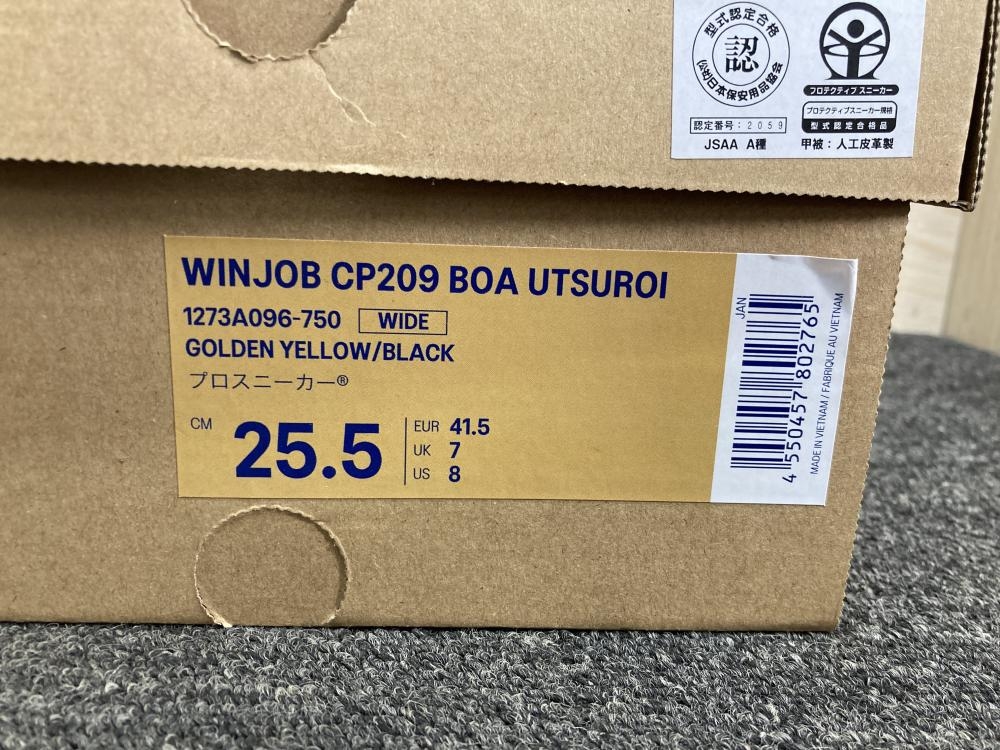 型式認定合格
認
(公社)日本保安用品協会
プロテクティブ スニーカー
プロテクティブスニーカー規格
型式認定合格品
認定番号:2059
JSAA A種
甲被:人工皮革製
WINJOB CP209 BOA UTSUROI
1273A096-750 WIDE
GOLDEN YELLOW/BLACK
プロスニーカー®
CM 25.5
EUR 41.5
UK 7
US 8
JAN
4 550457 802765
MADE IN VIETNAM / FABRIQUE AU VIETNAM